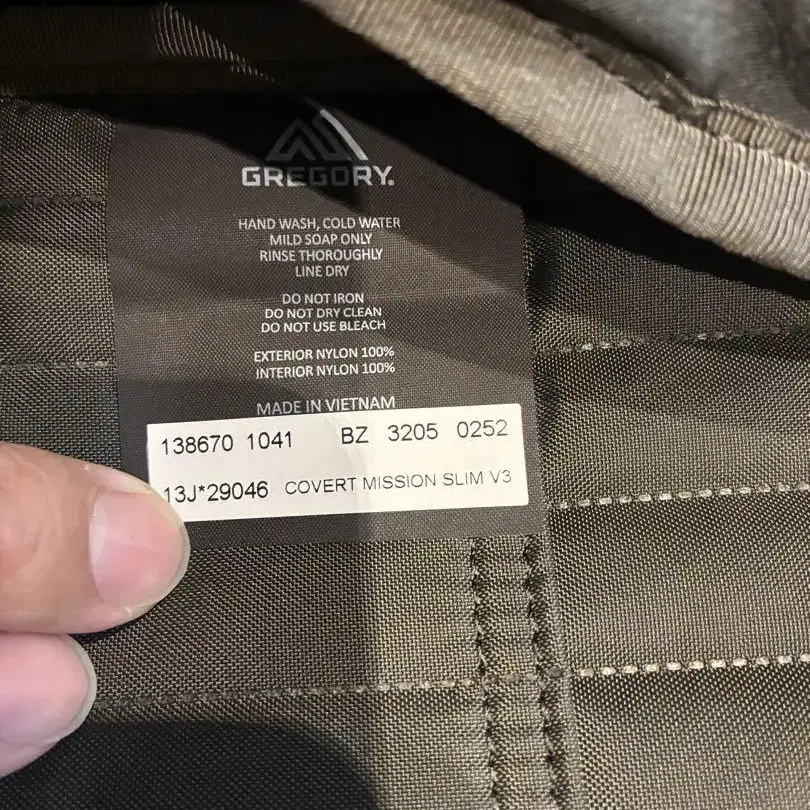 GREGORY.
HAND WASH, COLD WATER
MILD SOAP ONLY
RINSE THOROUGHLY
LINE DRY
DO NOT IRON
DO NOT DRY CLEAN
DO NOT USE BLEACH
EXTERIOR NYLON 100%
INTERIOR NYLON 100%
MADE IN VIETNAM
138670 1041 BZ 3205 0252
13J*29046 COVERT MISSION SLIM V3